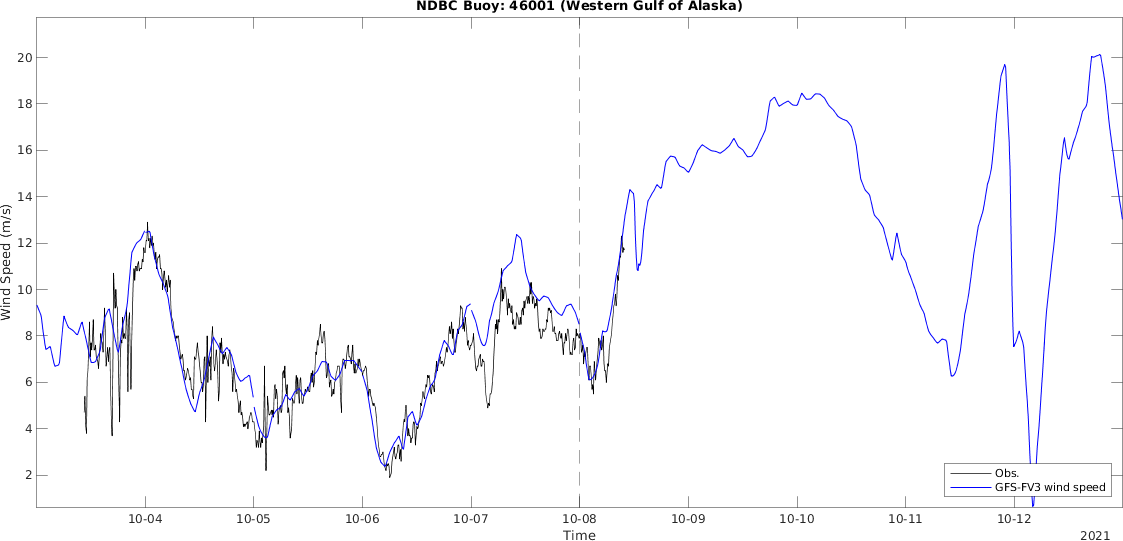 NDBC Buoy: 46001 (Western Gulf of Alaska)
20
18
16
14
12
10
8
6
4
2
Wind Speed (m/s)
Obs.
GFS-FV3 wind speed
10-04 10-05 10-06 10-07 10-08 10-09 10-10 10-11 10-12
Time
2021